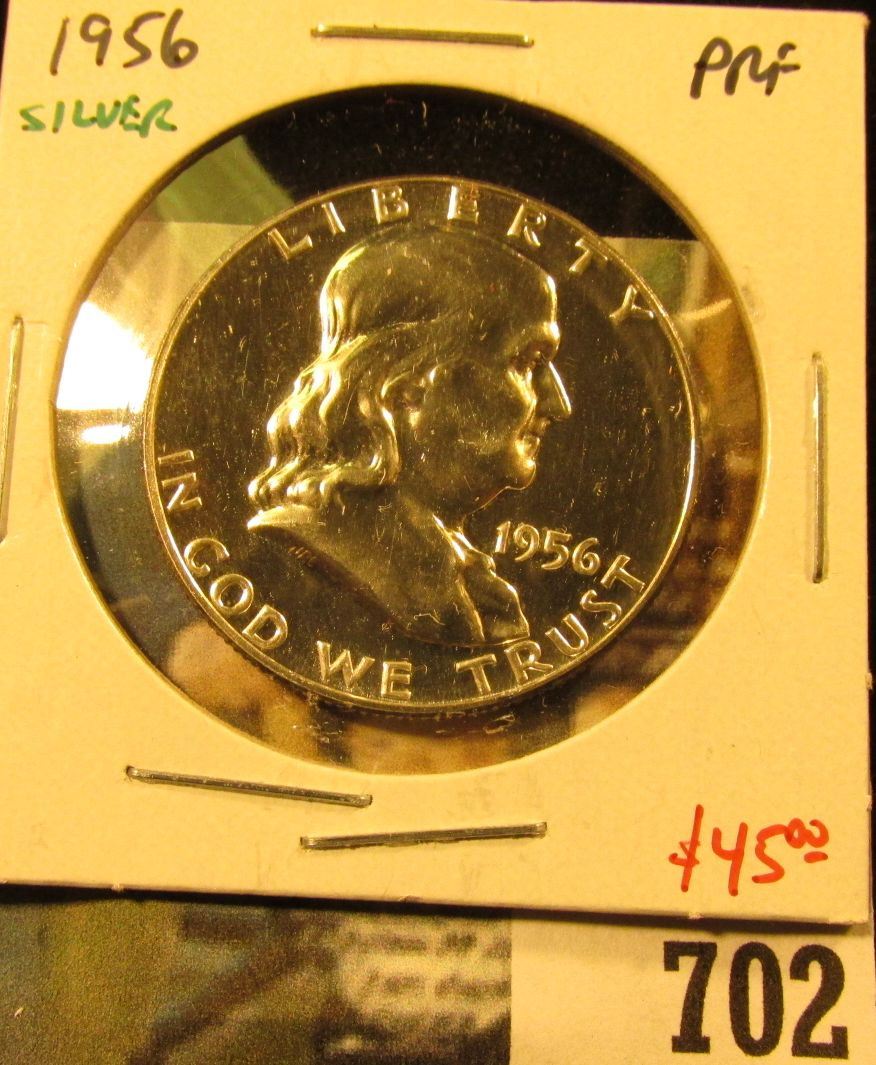 1956
PRF
SILVER
LIBERTY
IN GOD WE TRUST
1956
$45.00
702